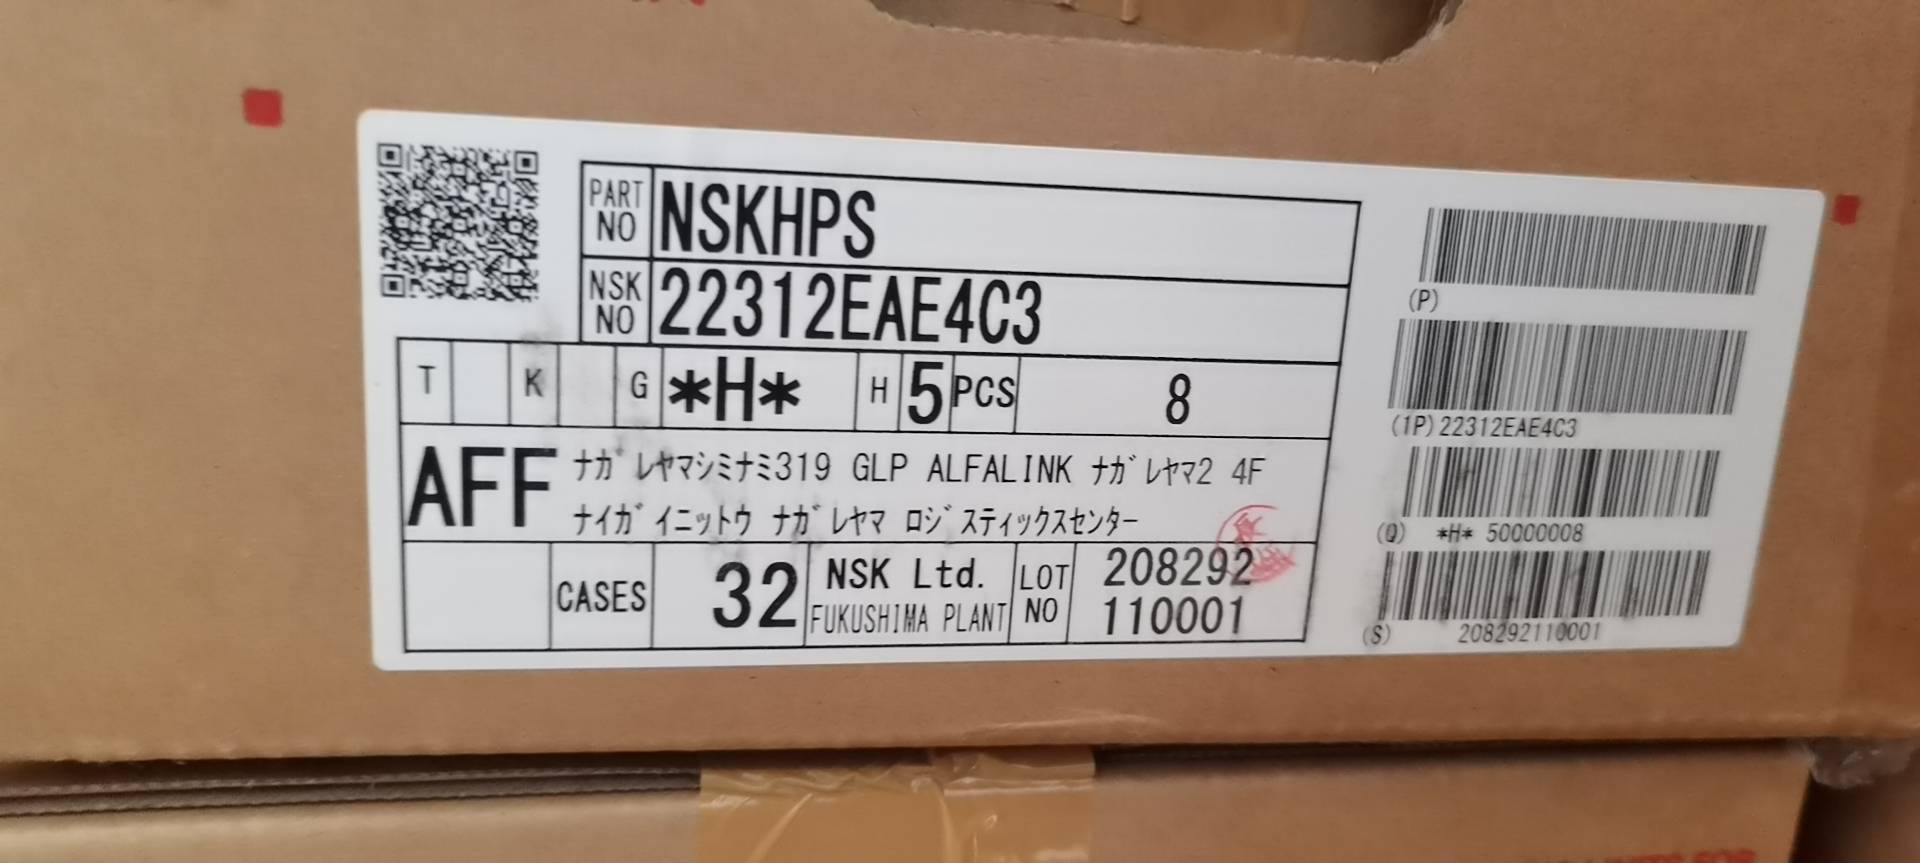 PART NO NSKHPS
NSK NO 22312EAE4C3
T K G *H* H 5 PCS 8
AFF ナガレヤマシミナミ319 GLP ALFALINK ナガレヤマ2 4F
ナイガイニットウ ナガレヤマ ロジスティックスセンター
CASES 32 NSK Ltd. FUKUSHIMA PLANT LOT NO 208292 110001
(P)
(1P) 22312EAE4C3
(Q) *H* 50000008
(S) 208292110001